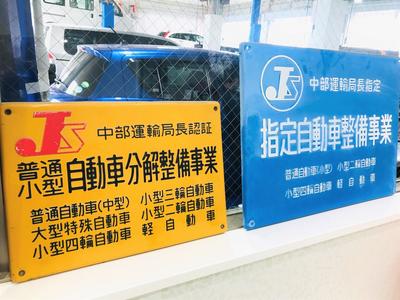 JS
中部運輸局長認証
普通
小型
自動車分解整備事業
普通自動車(中型) 小型三輪自動車
大型特殊自動車 小型二輪自動車
小型四輪自動車 軽自動車
JS
中部運輸局長指定
指定自動車整備事業
普通自動車(小型) 小型二輪自動車
小型四輪自動車 軽自動車